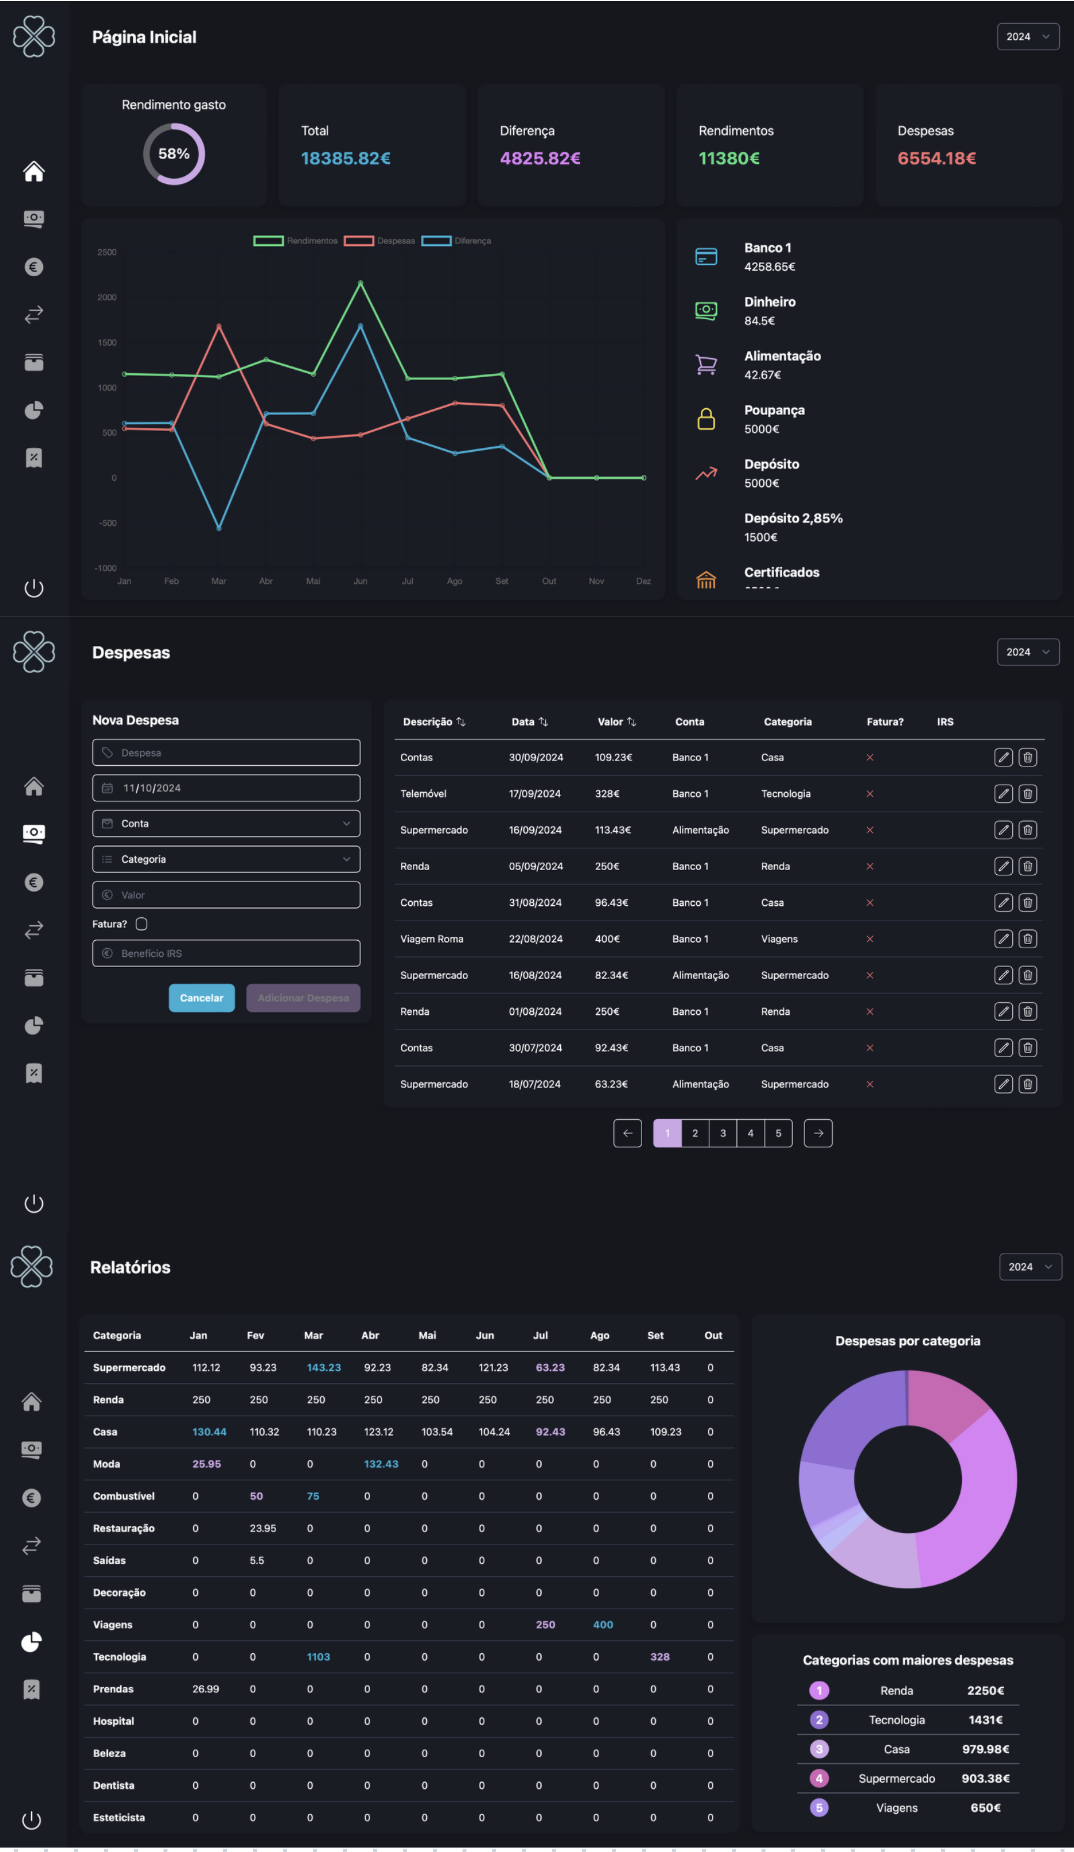 Página Inicial
2024
Rendimento gasto
58%
Total
18385.82€
Diferença
4825.82€
Rendimentos
11380€
Despesas
6554.18€
Rendimentos Despesas Diferença
2500
2000
1500
1000
500
0
-500
-1000
Jan Feb Mar Abr Mai Jun Jul Ago Set Out Nov Dez
Banco 1
4258.65€
Dinheiro
84.5€
Alimentação
42.67€
Poupança
5000€
Depósito
5000€
Depósito 2,85%
1500€
Certificados
Despesas
2024
Nova Despesa
Despesa
11/10/2024
Conta
Categoria
Valor
Fatura?
Benefício IRS
Cancelar Adicionar Despesa
Descrição Data Valor Conta Categoria Fatura? IRS
Contas 30/09/2024 109.23€ Banco 1 Casa
Telemóvel 17/09/2024 328€ Banco 1 Tecnologia
Supermercado 16/09/2024 113.43€ Alimentação Supermercado
Renda 05/09/2024 250€ Banco 1 Renda
Contas 31/08/2024 96.43€ Banco 1 Casa
Viagem Roma 22/08/2024 400€ Banco 1 Viagens
Supermercado 16/08/2024 82.34€ Alimentação Supermercado
Renda 01/08/2024 250€ Banco 1 Renda
Contas 30/07/2024 92.43€ Banco 1 Casa
Supermercado 18/07/2024 63.23€ Alimentação Supermercado
1 2 3 4 5
Relatórios
2024
Categoria Jan Fev Mar Abr Mai Jun Jul Ago Set Out
Supermercado 112.12 93.23 143.23 92.23 82.34 121.23 63.23 82.34 113.43 0
Renda 250 250 250 250 250 250 250 250 250 0
Casa 130.44 110.32 110.23 123.12 103.54 104.24 92.43 96.43 109.23 0
Moda 25.95 0 0 132.43 0 0 0 0 0 0
Combustível 0 50 75 0 0 0 0 0 0 0
Restauração 0 23.95 0 0 0 0 0 0 0 0
Saídas 0 5.5 0 0 0 0 0 0 0 0
Decoração 0 0 0 0 0 0 0 0 0 0
Viagens 0 0 0 0 0 0 250 400 0 0
Tecnologia 0 0 1103 0 0 0 0 0 328 0
Prendas 26.99 0 0 0 0 0 0 0 0 0
Hospital 0 0 0 0 0 0 0 0 0 0
Beleza 0 0 0 0 0 0 0 0 0 0
Dentista 0 0 0 0 0 0 0 0 0 0
Esteticista 0 0 0 0 0 0 0 0 0 0
Despesas por categoria
Categorias com maiores despesas
1 Renda 2250€
2 Tecnologia 1431€
3 Casa 979.98€
4 Supermercado 903.38€
5 Viagens 650€